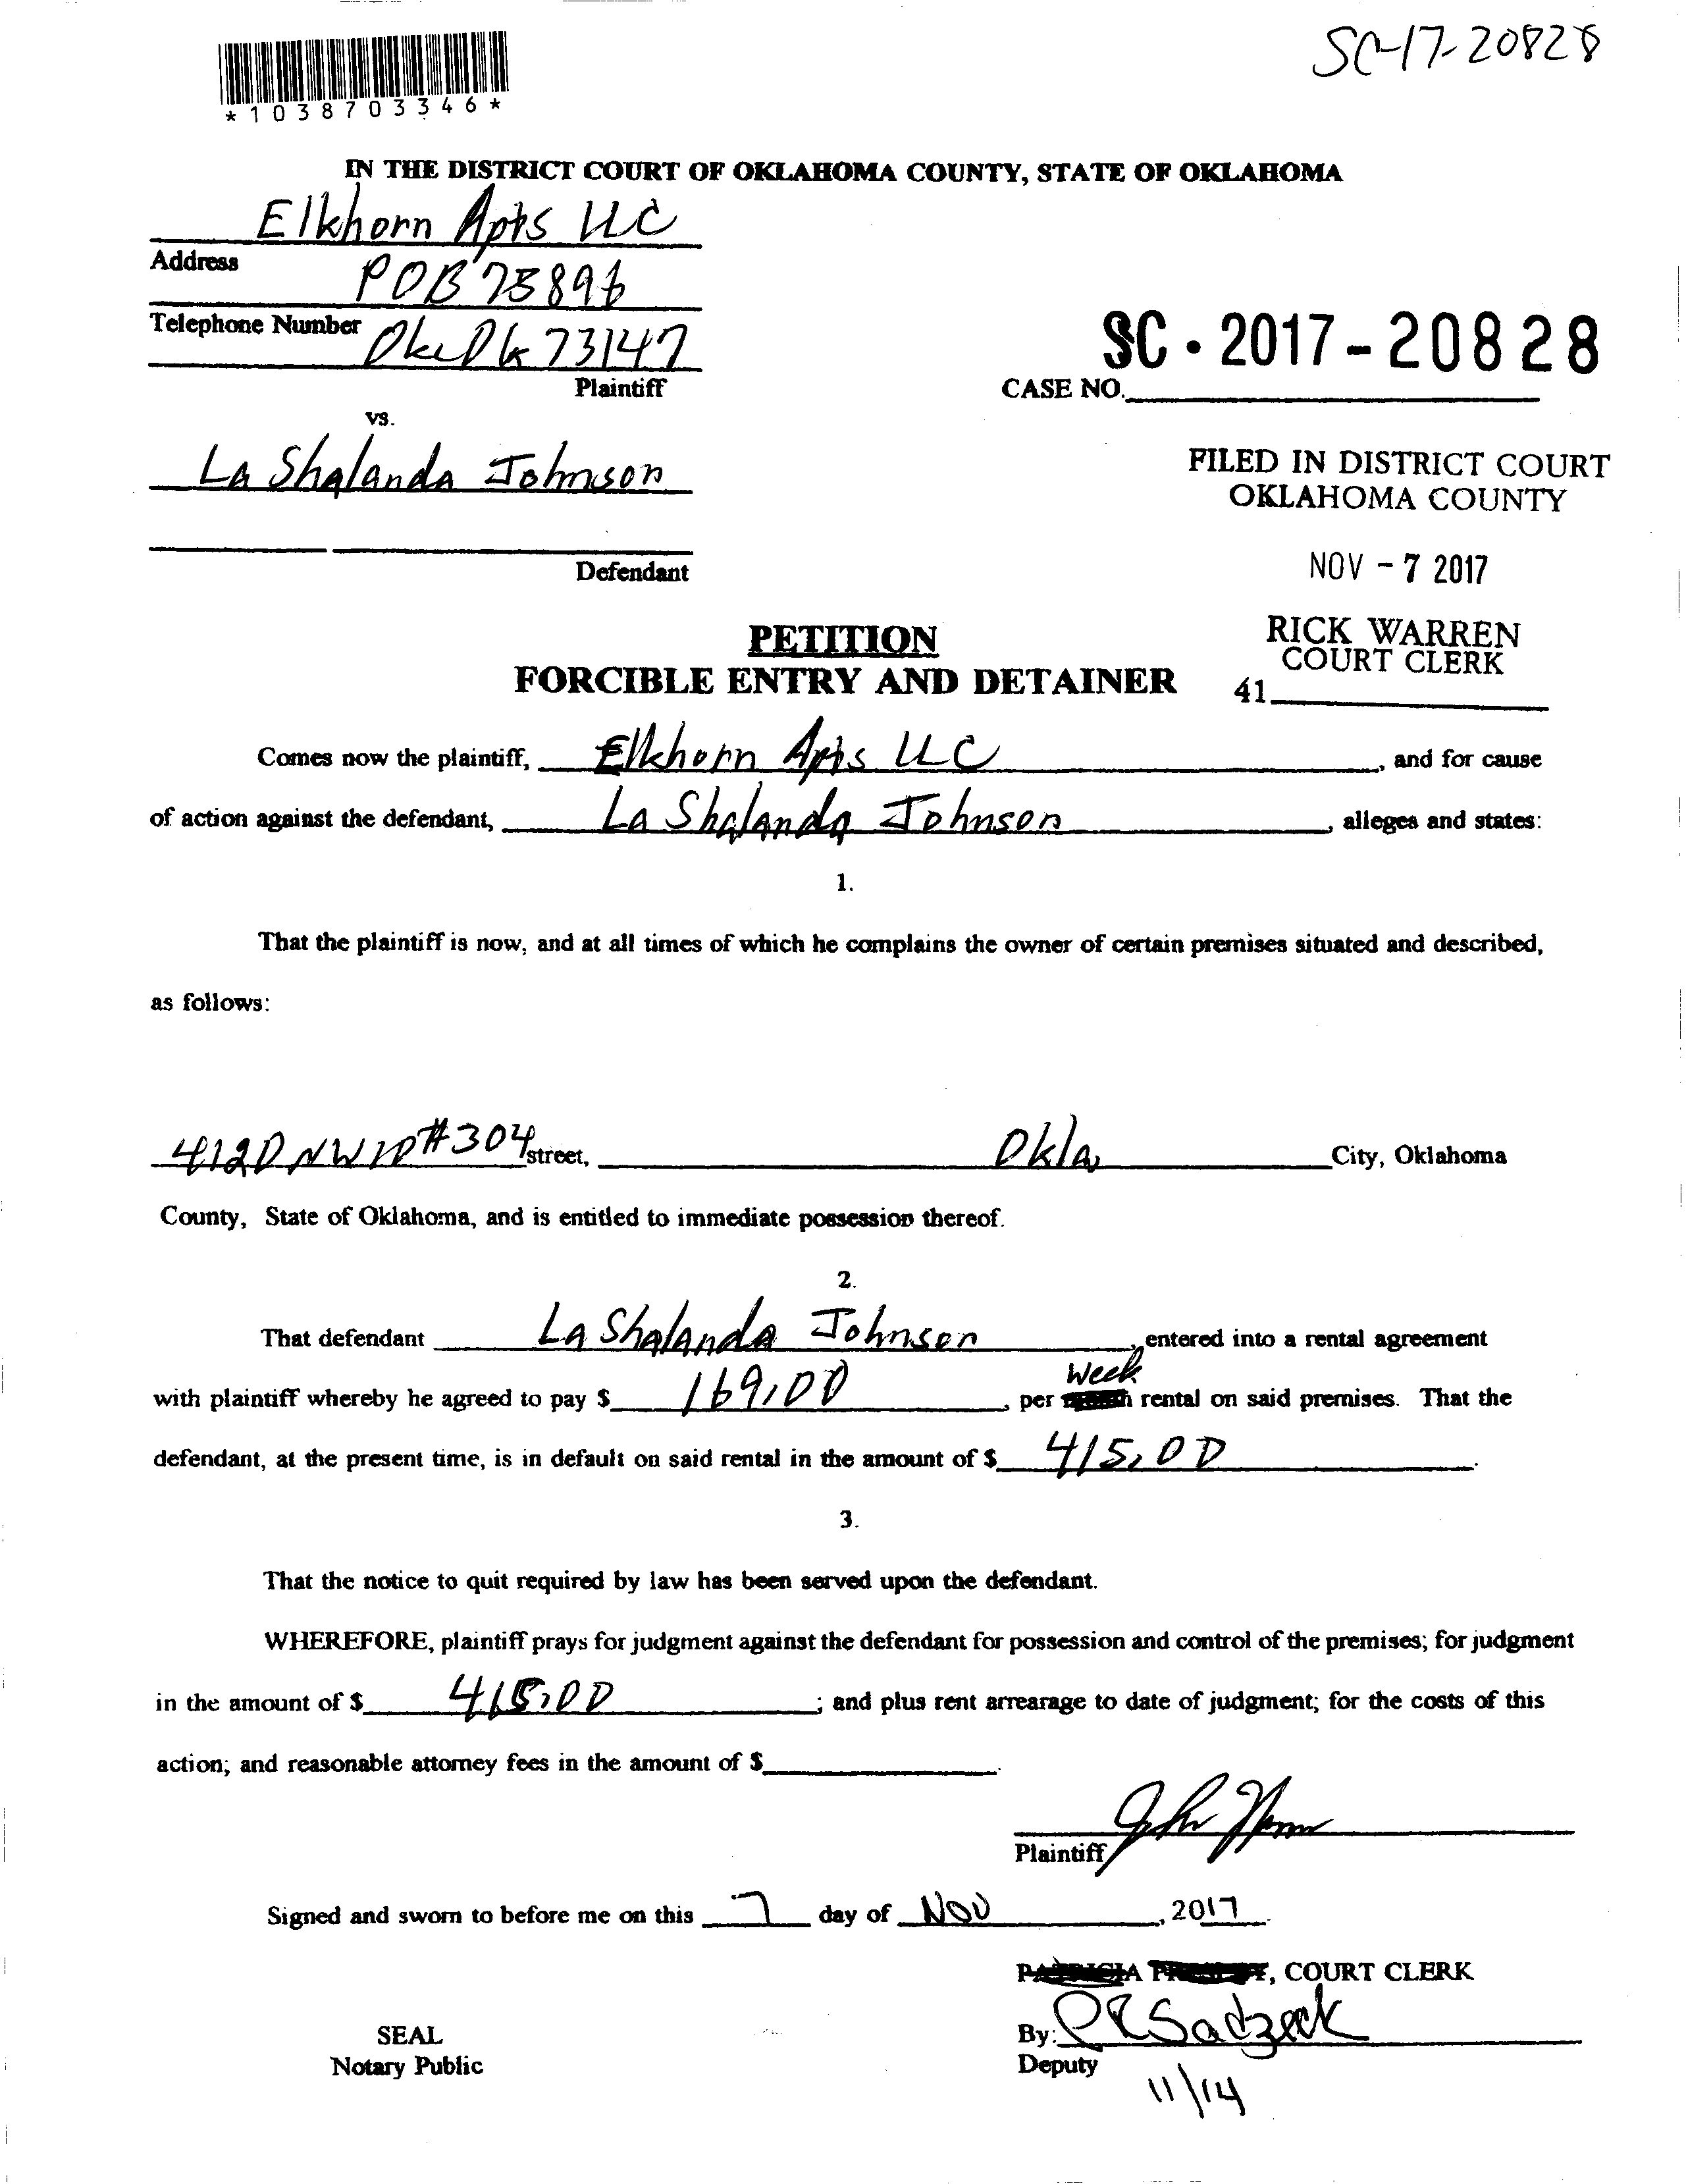 SC-17-20828
*1038703346*
IN THE DISTRICT COURT OF OKLAHOMA COUNTY, STATE OF OKLAHOMA
Elkhorn Apts LLC
Address
POB 75896
Telephone Number
Okc Ok 73147
Plaintiff
SC • 2017 - 20828
CASE NO.
vs.
La Shalanda Johnson
Defendant
FILED IN DISTRICT COURT
OKLAHOMA COUNTY
NOV - 7 2017
RICK WARREN
COURT CLERK
41
PETITION
FORCIBLE ENTRY AND DETAINER
Comes now the plaintiff, Elkhorn Apts LLC, and for cause
of action against the defendant, La Shalanda Johnson, alleges and states:
1.
That the plaintiff is now, and at all times of which he complains the owner of certain premises situated and described,
as follows:
4120 NW 10 #304 street, Okla, City, Oklahoma
County, State of Oklahoma, and is entitled to immediate possession thereof.
2.
That defendant La Shalanda Johnson, entered into a rental agreement
Week
with plaintiff whereby he agreed to pay $ 169,00, per rental on said premises. That the
defendant, at the present time, is in default on said rental in the amount of $ 415,00.
3.
That the notice to quit required by law has been served upon the defendant.
WHEREFORE, plaintiff prays for judgment against the defendant for possession and control of the premises; for judgment
in the amount of $ 415,00; and plus rent arrearage to date of judgment; for the costs of this
action; and reasonable attorney fees in the amount of $.
John
Plaintiff
Signed and sworn to before me on this 7 day of NOV, 2017.
, COURT CLERK
By:
Deputy
SEAL
Notary Public
11/14